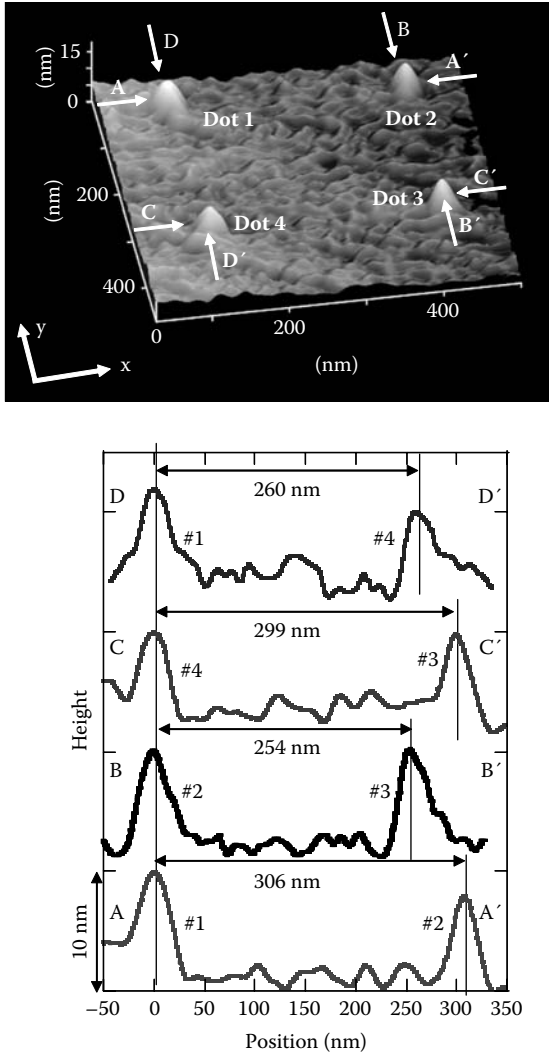 D
B
15
(nm)
A
A´
0
Dot 1
Dot 2
200
(nm)
C
C´
Dot 3
Dot 4
B´
D´
400
y
x
0
200
400
(nm)
D
D´
260 nm
#1
#4
C
C´
299 nm
#4
#3
Height
B
B´
254 nm
#2
#3
306 nm
10 nm
A
A´
#1
#2
−50 0 50 100 150 200 250 300 350
Position (nm)